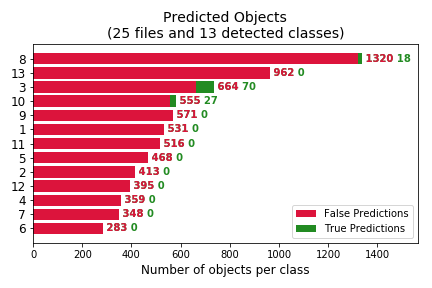 Predicted Objects
(25 files and 13 detected classes)
8 1320 18
13 962 0
3 664 70
10 555 27
9 571 0
1 531 0
11 516 0
5 468 0
2 413 0
12 395 0
4 359 0
7 348 0
6 283 0
False Predictions
True Predictions
0 200 400 600 800 1000 1200 1400
Number of objects per class